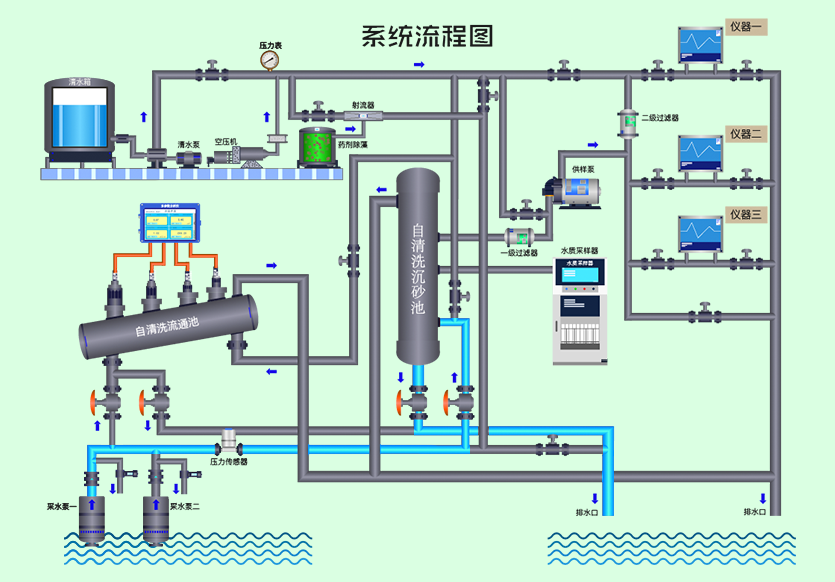 系统流程图
仪器一
压力表
清水箱
射流器
二级过滤器
仪器二
清水泵
空压机
药剂除藻
供样泵
自清洗沉砂池
仪器三
一级过滤器
水质采样器
水质采样器
自清洗流通池
压力传感器
采水泵一
采水泵二
排水口
排水口